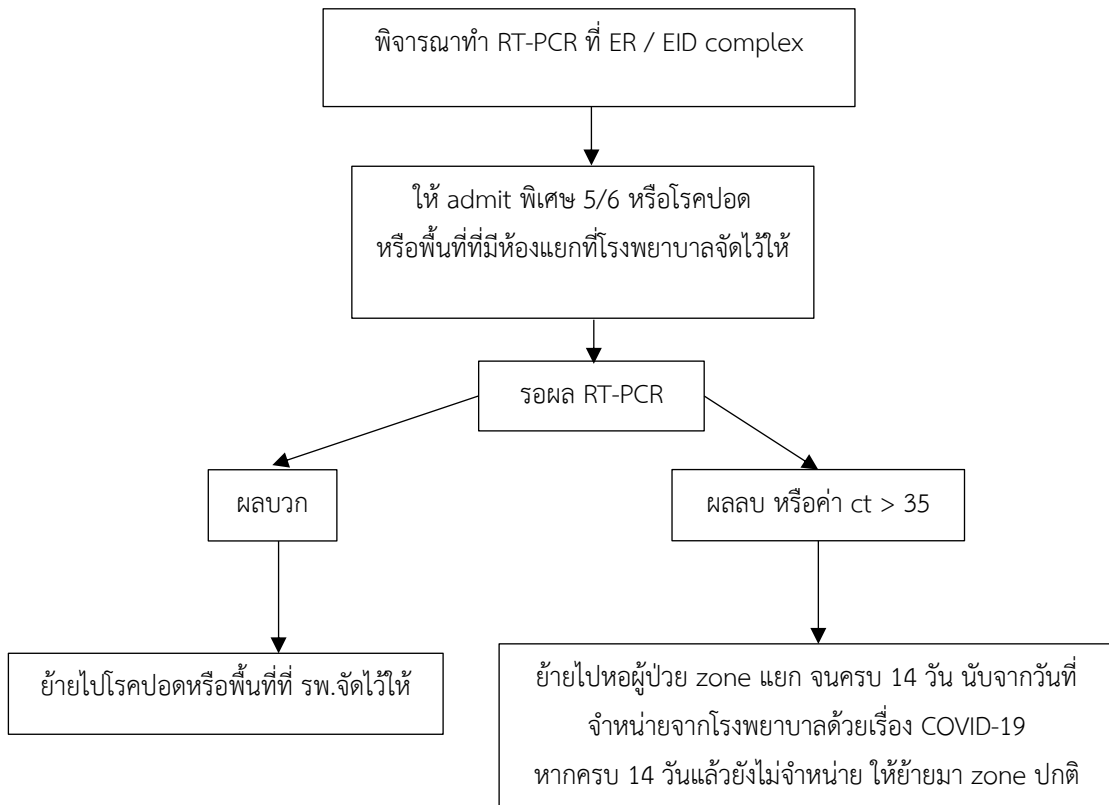 พิจารณาทำ RT-PCR ที่ ER / EID complex
ให้ admit พิเศษ 5/6 หรือโรคปอด
หรือพื้นที่ที่มีห้องแยกที่โรงพยาบาลจัดไว้ให้
รอผล RT-PCR
ผลบวก
ผลลบ หรือค่า ct > 35
ย้ายไปโรคปอดหรือพื้นที่ที่ รพ.จัดไว้ให้
ย้ายไปหอผู้ป่วย zone แยก จนครบ 14 วัน นับจากวันที่
จำหน่ายจากโรงพยาบาลด้วยเรื่อง COVID-19
หากครบ 14 วันแล้วยังไม่จำหน่าย ให้ย้ายมา zone ปกติ